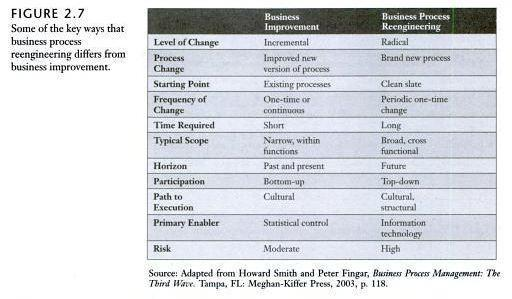 FIGURE 2.7
Some of the key ways that
business process
reengineering differs from
business improvement.
Business Improvement Business Process Reengineering
Level of Change Incremental Radical
Process Change Improved new version of process Brand new process
Starting Point Existing processes Clean slate
Frequency of Change One-time or continuous Periodic one-time change
Time Required Short Long
Typical Scope Narrow, within functions Broad, cross functional
Horizon Past and present Future
Participation Bottom-up Top-down
Path to Execution Cultural Cultural, structural
Primary Enabler Statistical control Information technology
Risk Moderate High
Source: Adapted from Howard Smith and Peter Fingar, Business Process Management: The
Third Wave. Tampa, FL: Meghan-Kiffer Press, 2003, p. 118.